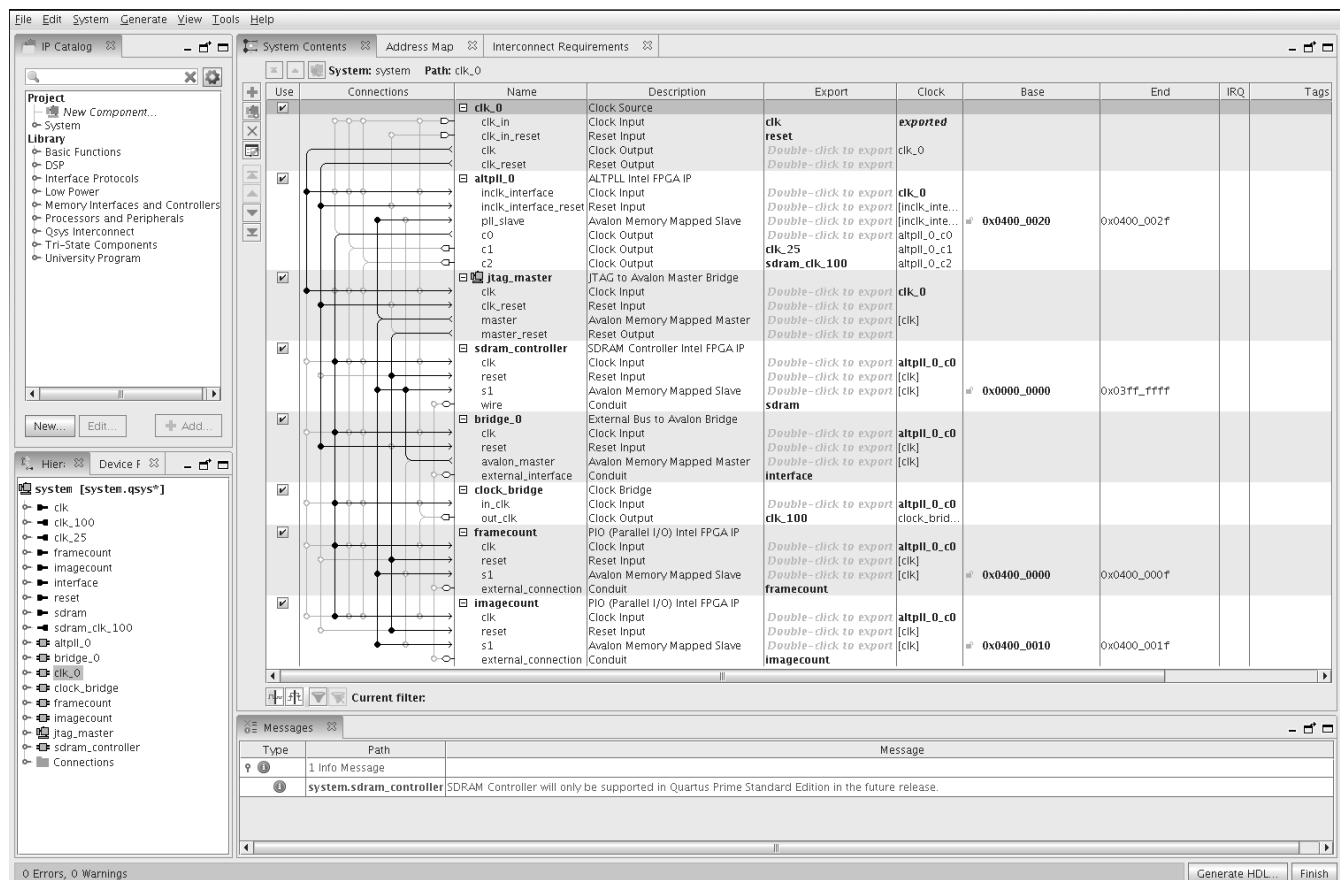 File Edit System Generate View Tools Help
IP Catalog
Project
New Component...
System
Library
Basic Functions
DSP
Interface Protocols
Low Power
Memory Interfaces and Controllers
Processors and Peripherals
Qsys Interconnect
Tri-State Components
University Program
New... Edit... Add...
Hier: Device F
system [system.qsys*]
clk
clk_100
clk_25
framecount
imagecount
interface
reset
sdram
sdram_clk_100
altpll_0
bridge_0
clk_0
clock_bridge
framecount
imagecount
jtag_master
sdram_controller
Connections
System Contents Address Map Interconnect Requirements
System: system Path: clk_0
Use Connections Name Description Export Clock Base End IRQ Tags
clk_0 Clock Source
clk_in Clock Input clk exported
clk_in_reset Reset Input reset
clk Clock Output Double-click to export clk_0
clk_reset Reset Output Double-click to export
altpll_0 ALTPLL Intel FPGA IP
inclk_interface Clock Input Double-click to export clk_0
inclk_interface_reset Reset Input Double-click to export [inclk_inte...
pll_slave Avalon Memory Mapped Slave Double-click to export [inclk_inte... 0x0400_0020 0x0400_002f
c0 Clock Output Double-click to export altpll_0_c0
c1 Clock Output clk_25 altpll_0_c1
c2 Clock Output sdram_clk_100 altpll_0_c2
jtag_master JTAG to Avalon Master Bridge
clk Clock Input Double-click to export clk_0
clk_reset Reset Input Double-click to export
master Avalon Memory Mapped Master Double-click to export [clk]
master_reset Reset Output Double-click to export
sdram_controller SDRAM Controller Intel FPGA IP
clk Clock Input Double-click to export altpll_0_c0
reset Reset Input Double-click to export [clk]
s1 Avalon Memory Mapped Slave Double-click to export [clk] 0x0000_0000 0x03ff_ffff
wire Conduit sdram
bridge_0 External Bus to Avalon Bridge
clk Clock Input Double-click to export altpll_0_c0
reset Reset Input Double-click to export [clk]
avalon_master Avalon Memory Mapped Master Double-click to export [clk]
external_interface Conduit interface
clock_bridge Clock Bridge
in_clk Clock Input Double-click to export altpll_0_c0
out_clk Clock Output clk_100 clock_brid...
framecount PIO (Parallel I/O) Intel FPGA IP
clk Clock Input Double-click to export altpll_0_c0
reset Reset Input Double-click to export [clk]
s1 Avalon Memory Mapped Slave Double-click to export [clk] 0x0400_0000 0x0400_000f
external_connection Conduit framecount
imagecount PIO (Parallel I/O) Intel FPGA IP
clk Clock Input Double-click to export altpll_0_c0
reset Reset Input Double-click to export [clk]
s1 Avalon Memory Mapped Slave Double-click to export [clk] 0x0400_0010 0x0400_001f
external_connection Conduit imagecount
Current filter:
Messages
Type Path Message
1 Info Message
system.sdram_controller SDRAM Controller will only be supported in Quartus Prime Standard Edition in the future release.
0 Errors, 0 Warnings
Generate HDL... Finish